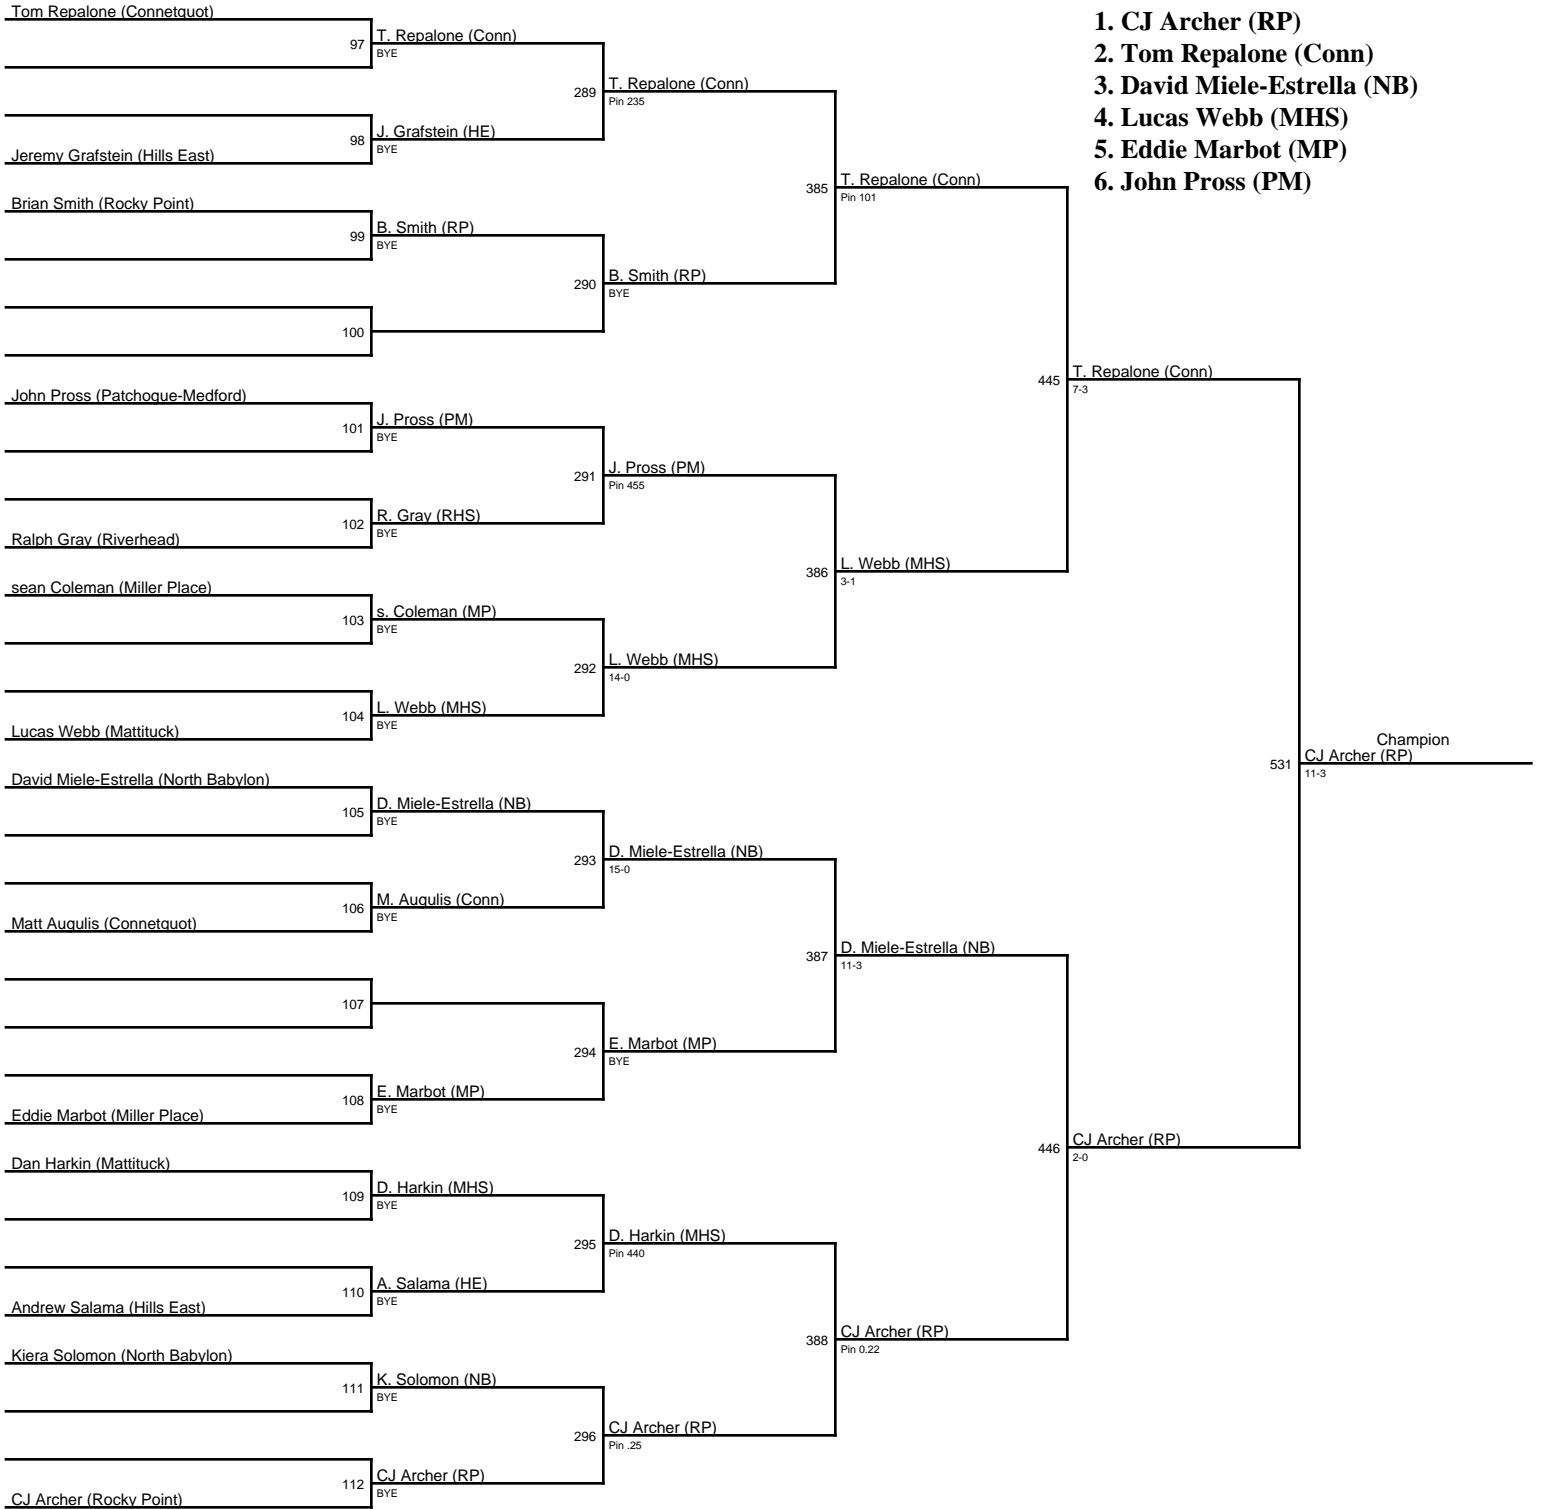 Tom Repalone (Connetquot)
97
T. Repalone (Conn)
BYE
289
T. Repalone (Conn)
Pin 235
98
J. Grafstein (HE)
BYE
Jeremy Grafstein (Hills East)
385
T. Repalone (Conn)
Pin 101
Brian Smith (Rocky Point)
99
B. Smith (RP)
BYE
290
B. Smith (RP)
BYE
100
445
T. Repalone (Conn)
7-3
John Pross (Patchogue-Medford)
101
J. Pross (PM)
BYE
291
J. Pross (PM)
Pin 455
102
R. Gray (RHS)
BYE
Ralph Gray (Riverhead)
386
L. Webb (MHS)
3-1
sean Coleman (Miller Place)
103
s. Coleman (MP)
BYE
292
L. Webb (MHS)
14-0
104
L. Webb (MHS)
BYE
Lucas Webb (Mattituck)
Champion
531
CJ Archer (RP)
11-3
David Miele-Estrella (North Babylon)
105
D. Miele-Estrella (NB)
BYE
293
D. Miele-Estrella (NB)
15-0
106
M. Augulis (Conn)
BYE
Matt Augulis (Connetquot)
387
D. Miele-Estrella (NB)
11-3
107
294
E. Marbot (MP)
BYE
108
E. Marbot (MP)
BYE
Eddie Marbot (Miller Place)
446
CJ Archer (RP)
2-0
Dan Harkin (Mattituck)
109
D. Harkin (MHS)
BYE
295
D. Harkin (MHS)
Pin 440
110
A. Salama (HE)
BYE
Andrew Salama (Hills East)
388
CJ Archer (RP)
Pin 0.22
Kiera Solomon (North Babylon)
111
K. Solomon (NB)
BYE
296
CJ Archer (RP)
Pin .25
112
CJ Archer (RP)
BYE
CJ Archer (Rocky Point)
1. CJ Archer (RP)
2. Tom Repalone (Conn)
3. David Miele-Estrella (NB)
4. Lucas Webb (MHS)
5. Eddie Marbot (MP)
6. John Pross (PM)